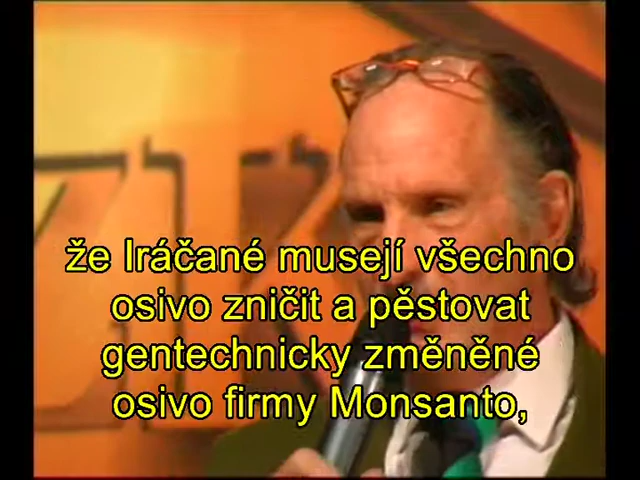 že Iráčané musejí všechno
osivo zničit a pěstovat
gentechnicky změněné
osivo firmy Monsanto,